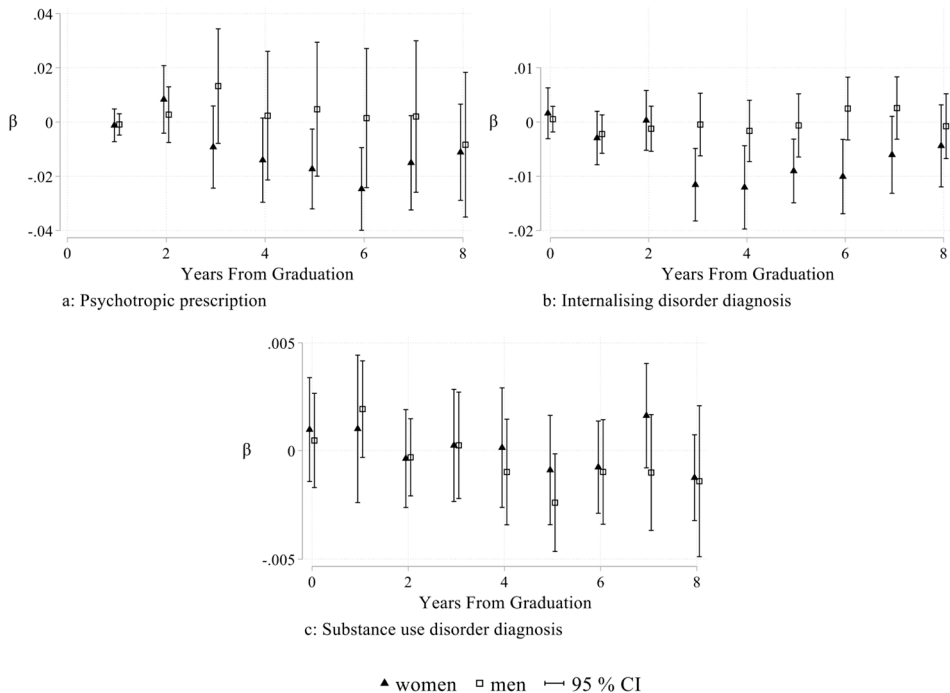 .04
.02
0
-.02
-.04
β
0 2 4 6 8
Years From Graduation
a: Psychotropic prescription
.01
0
-.01
-.02
β
0 2 4 6 8
Years From Graduation
b: Internalising disorder diagnosis
.005
0
-.005
β
0 2 4 6 8
Years From Graduation
c: Substance use disorder diagnosis
women men 95 % CI